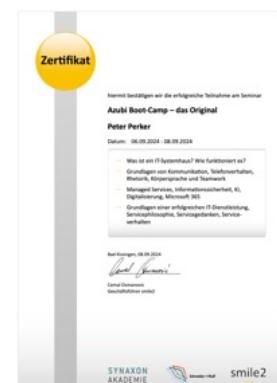 Zertifikat
hiermit bestätigen wir die erfolgreiche Teilnahme am Seminar
Azubi Boot-Camp – das Original
Peter Perker
Datum: 06.09.2024 - 08.09.2024
Was ist ein IT-Systemhaus? Wie funktioniert es?
Grundlagen von Kommunikation, Telefonverhalten,
Rhetorik, Körpersprache und Teamwork
Managed Services, Informationssicherheit, KI,
Digitalisierung, Microsoft 365
Grundlagen einer erfolgreichen IT-Dienstleistung,
Servicephilosophie, Servicegedanken, Service-
verhalten
Bad Kissingen, 08.09.2024
Cemal Osmanovic
Geschäftsführer smile2
SYNAXON
AKADEMIE
smile2